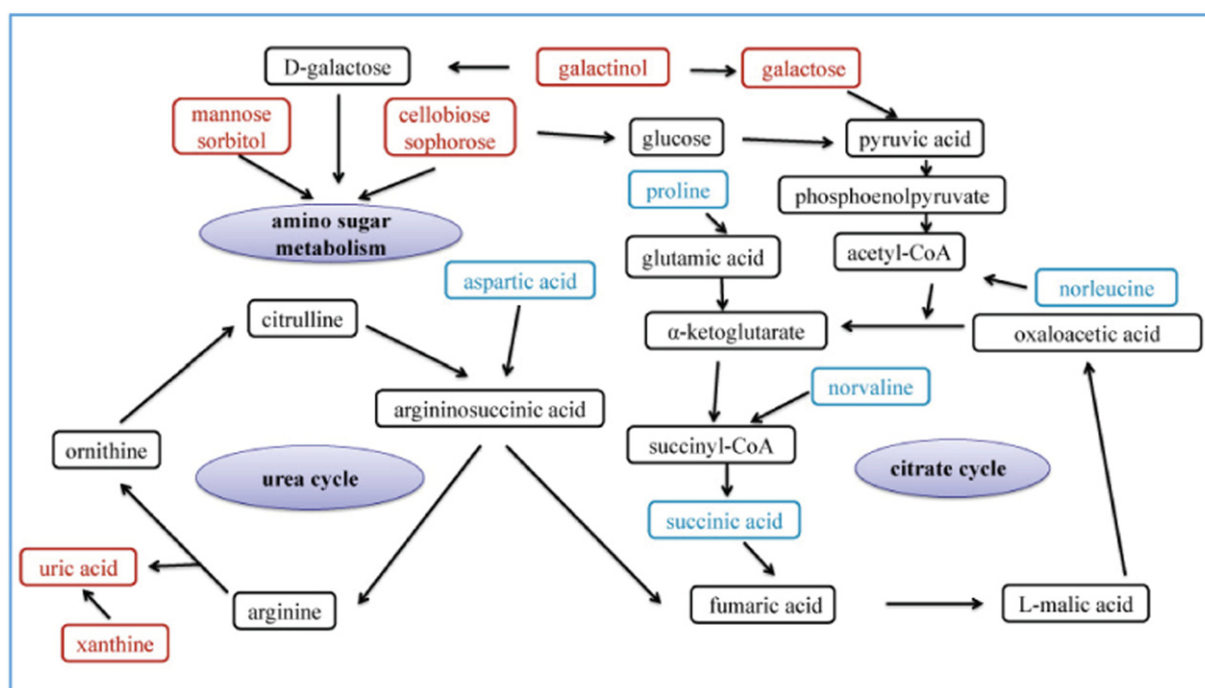 D-galactose
galactinol
galactose
mannose
sorbitol
cellobiose
sophorose
glucose
pyruvic acid
proline
phosphoenolpyruvate
amino sugar
metabolism
glutamic acid
acetyl-CoA
aspartic acid
norleucine
citrulline
α-ketoglutarate
oxaloacetic acid
norvaline
argininosuccinic acid
ornithine
succinyl-CoA
urea cycle
citrate cycle
succinic acid
uric acid
arginine
fumaric acid
L-malic acid
xanthine